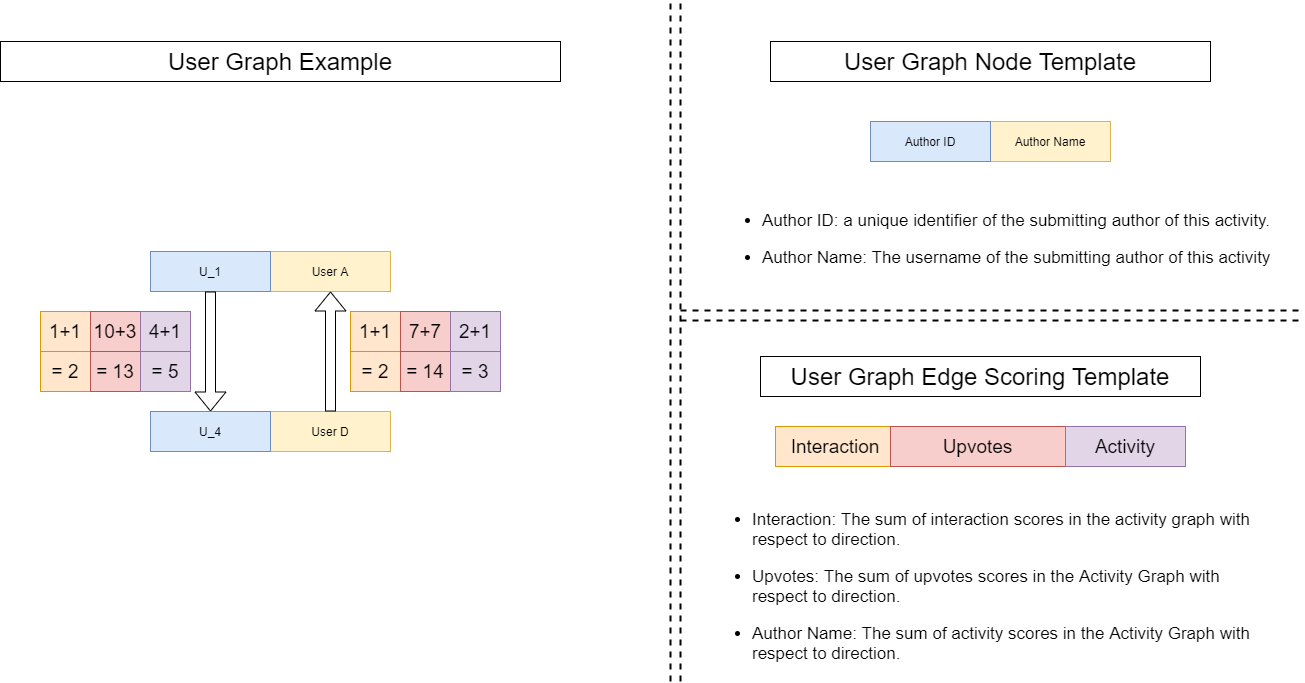 User Graph Example
U_1
User A
1+1
10+3
4+1
= 2
= 13
= 5
1+1
7+7
2+1
= 2
= 14
= 3
U_4
User D
User Graph Node Template
Author ID
Author Name
• Author ID: a unique identifier of the submitting author of this activity.
• Author Name: The username of the submitting author of this activity
User Graph Edge Scoring Template
Interaction
Upvotes
Activity
• Interaction: The sum of interaction scores in the activity graph with
respect to direction.
• Upvotes: The sum of upvotes scores in the Activity Graph with
respect to direction.
• Author Name: The sum of activity scores in the Activity Graph with
respect to direction.